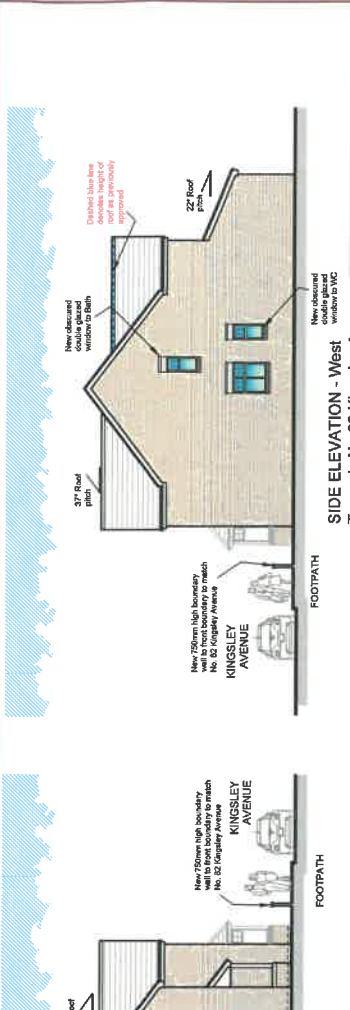 37° Roof
pitch
New obscured
double glazed
window to Bath
Dashed blue line
denotes height of
roof as previously
approved
22° Roof
pitch
New 750mm high boundary
wall to front boundary to match
No. 82 Kingsley Avenue
KINGSLEY
AVENUE
FOOTPATH
New obscured
double glazed
window to WC
SIDE ELEVATION - West
New 750mm high boundary
wall to front boundary to match
No. 82 Kingsley Avenue
KINGSLEY
AVENUE
FOOTPATH